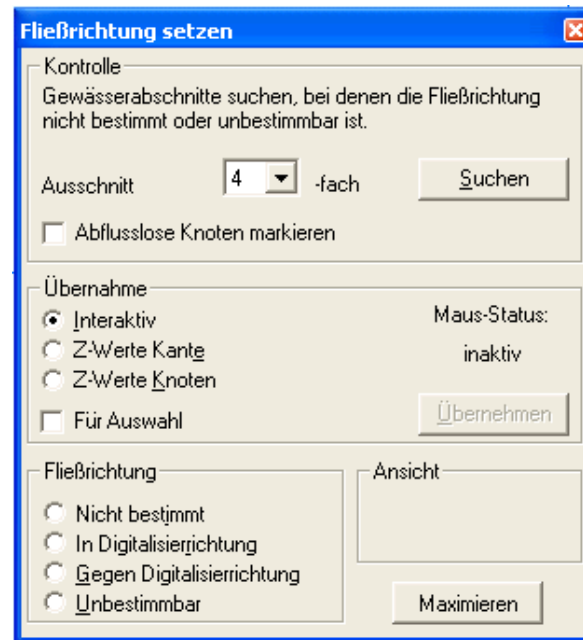 Fließrichtung setzen
Kontrolle
Gewässerabschnitte suchen, bei denen die Fließrichtung
nicht bestimmt oder unbestimmbar ist.
Ausschnitt 4 -fach Suchen
Abflusslose Knoten markieren
Übernahme
Interaktiv
Z-Werte Kante
Z-Werte Knoten
Für Auswahl
Maus-Status:
inaktiv
Übernehmen
Fließrichtung
Nicht bestimmt
In Digitalisierrichtung
Gegen Digitalisierrichtung
Unbestimmbar
Ansicht
Maximieren